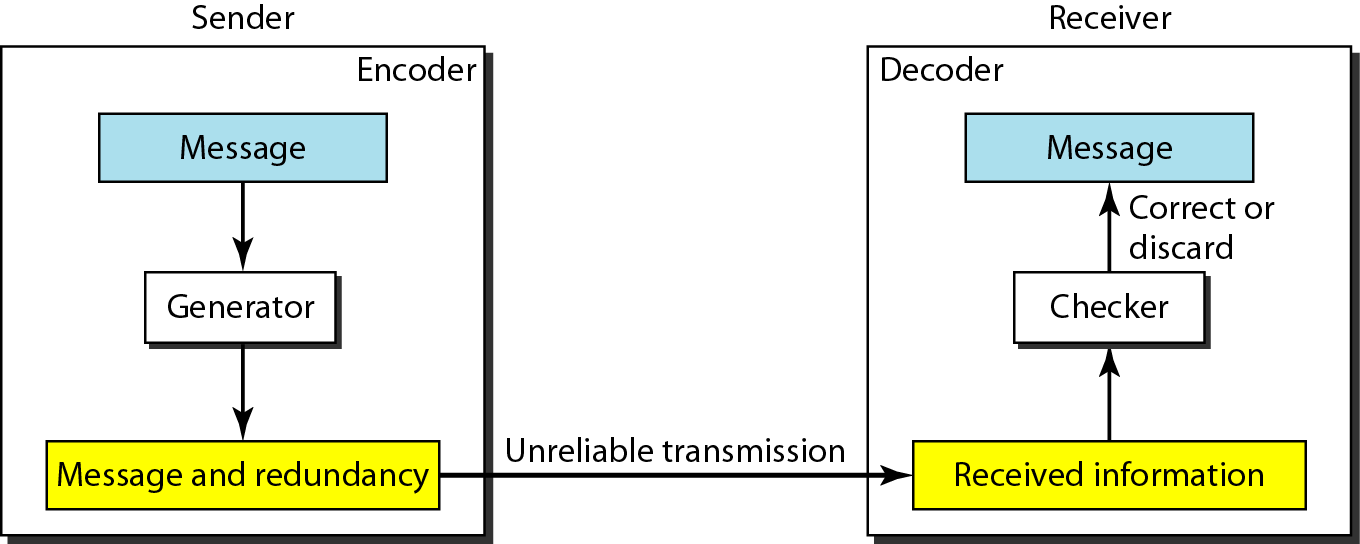 Sender
Encoder
Message
Generator
Message and redundancy
Unreliable transmission
Receiver
Decoder
Message
Correct or
discard
Checker
Received information